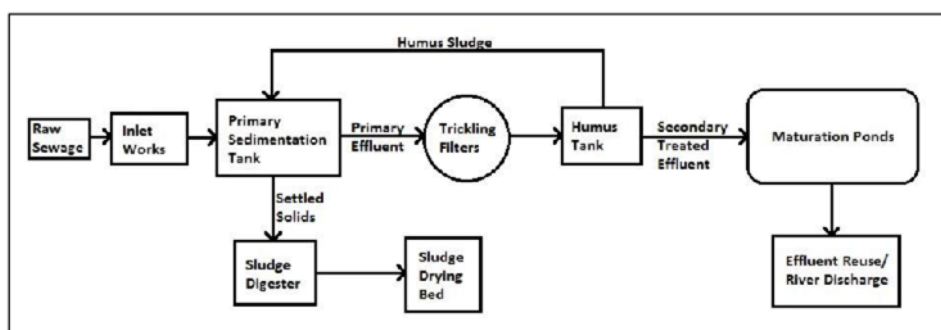 Humus Sludge
Raw
Sewage
Inlet
Works
Primary
Sedimentation
Tank
Primary
Effluent
Trickling
Filters
Humus
Tank
Secondary
Treated
Effluent
Maturation Ponds
Settled
Solids
Sludge
Digester
Sludge
Drying
Bed
Effluent Reuse/
River Discharge